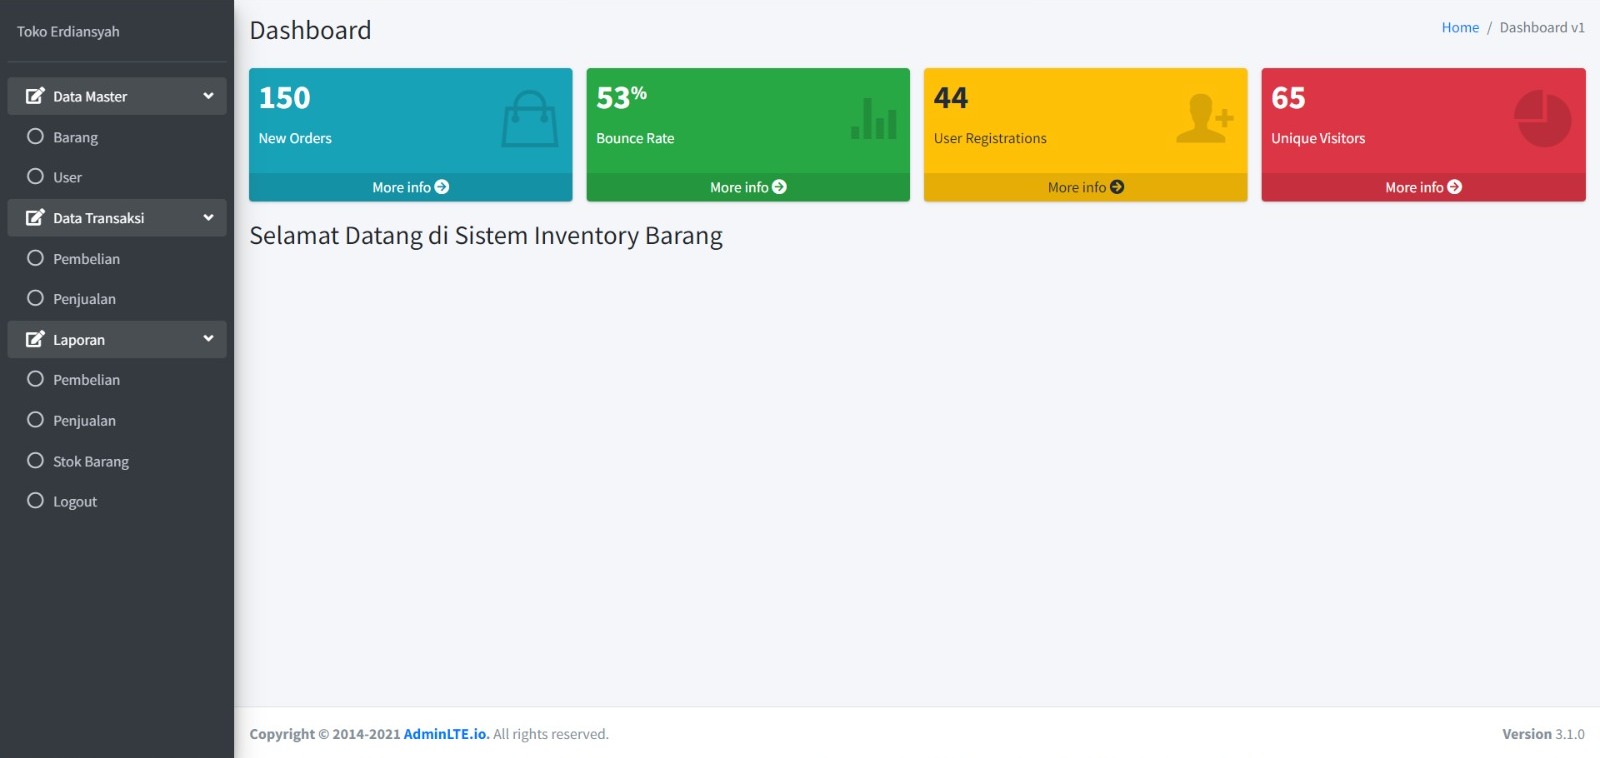 Toko Erdiansyah
Data Master
Barang
User
Data Transaksi
Pembelian
Penjualan
Laporan
Pembelian
Penjualan
Stok Barang
Logout
Dashboard
Home / Dashboard v1
150
New Orders
More info
53%
Bounce Rate
More info
44
User Registrations
More info
65
Unique Visitors
More info
Selamat Datang di Sistem Inventory Barang
Copyright © 2014-2021 AdminLTE.io. All rights reserved.
Version 3.1.0